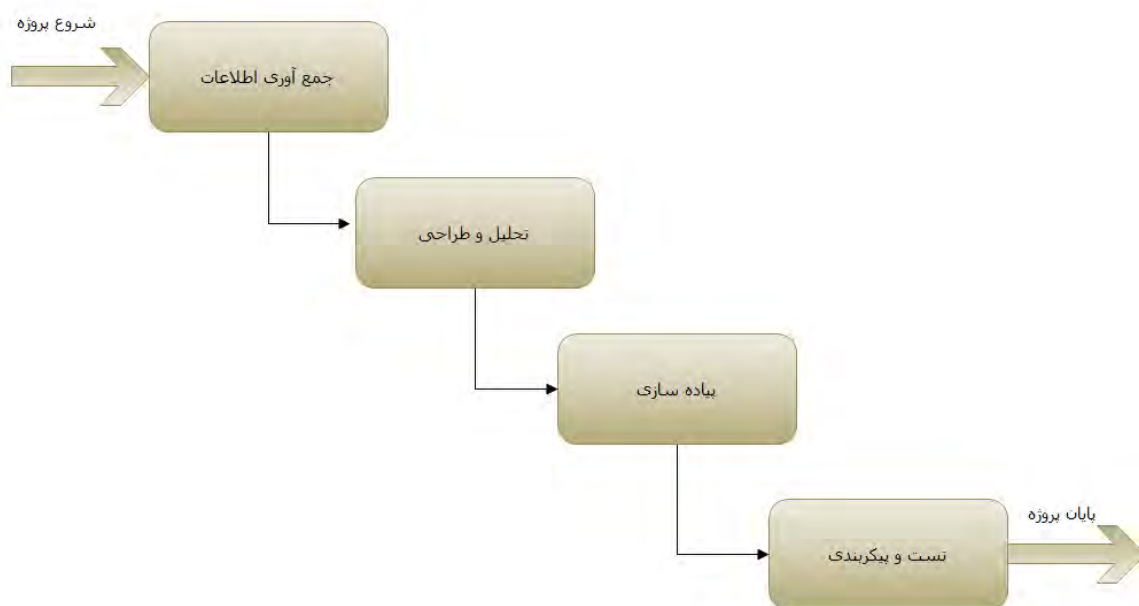 شروع پروژه
جمع آوری اطلاعات
تحلیل و طراحی
پیاده سازی
تست و پیکربندی
پایان پروژه